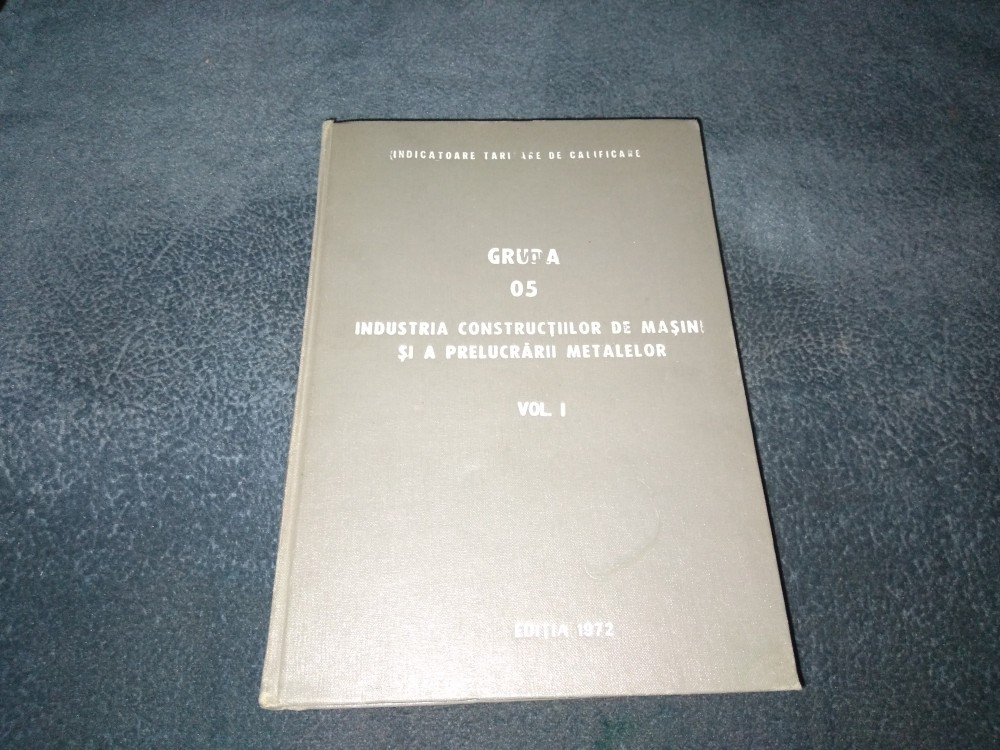 INDICATOARE TARIFARE DE CALIFICARE
GRUPA
05
INDUSTRIA CONSTRUCȚIILOR DE MAȘINI
ȘI A PRELUCRĂRII METALELOR
VOL. I
EDIȚIA 1972